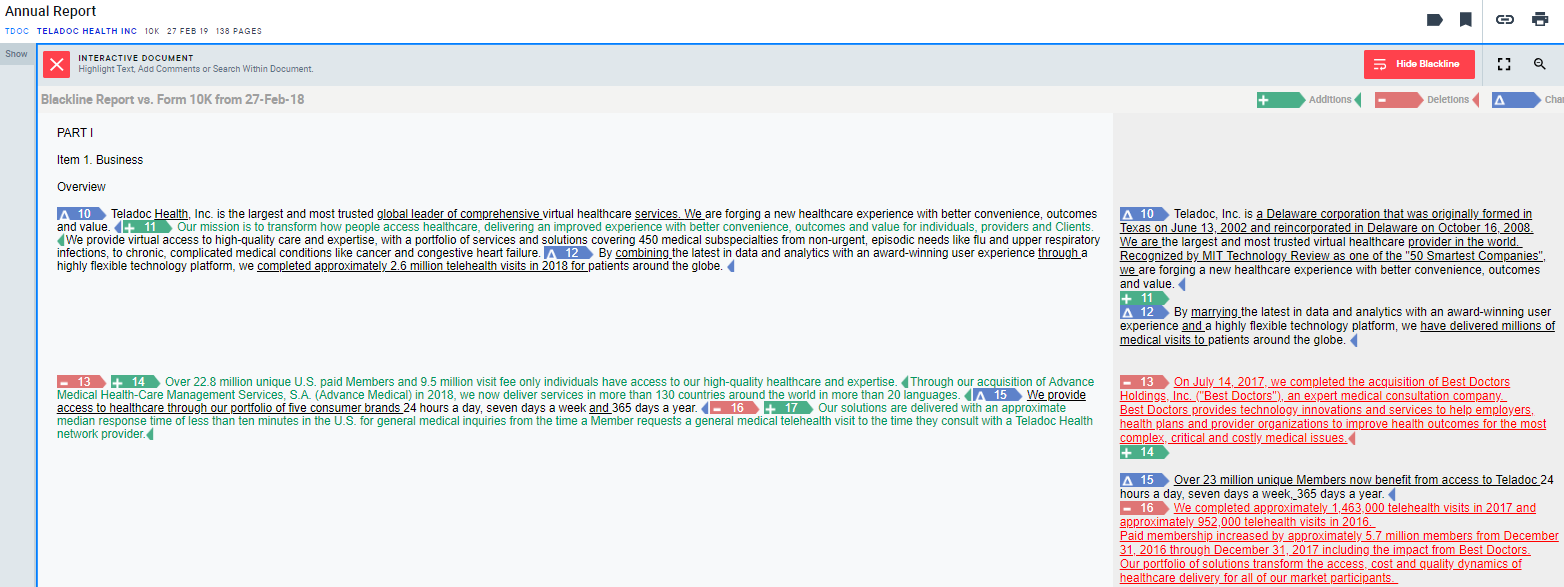 Annual Report
TDOC TELADOC HEALTH INC 10K 27 FEB 19 138 PAGES
Show
INTERACTIVE DOCUMENT
Highlight Text, Add Comments or Search Within Document.
Hide Blackline
Blackline Report vs. Form 10K from 27-Feb-18
+ Additions - Deletions Δ Cha
PART I
Item 1. Business
Overview
Δ 10 Teladoc Health, Inc. is the largest and most trusted global leader of comprehensive virtual healthcare services. We are forging a new healthcare experience with better convenience, outcomes
and value. + 11 Our mission is to transform how people access healthcare, delivering an improved experience with better convenience, outcomes and value for individuals, providers and Clients.
We provide virtual access to high-quality care and expertise, with a portfolio of services and solutions covering 450 medical subspecialties from non-urgent, episodic needs like flu and upper respiratory
infections, to chronic, complicated medical conditions like cancer and congestive heart failure. Δ 12 By combining the latest in data and analytics with an award-winning user experience through a
highly flexible technology platform, we completed approximately 2.6 million telehealth visits in 2018 for patients around the globe.
- 13 + 14 Over 22.8 million unique U.S. paid Members and 9.5 million visit fee only individuals have access to our high-quality healthcare and expertise. Through our acquisition of Advance
Medical Health-Care Management Services, S.A. (Advance Medical) in 2018, we now deliver services in more than 130 countries around the world in more than 20 languages. Δ 15 We provide
access to healthcare through our portfolio of five consumer brands 24 hours a day, seven days a week and 365 days a year. - 16 + 17 Our solutions are delivered with an approximate
median response time of less than ten minutes in the U.S. for general medical inquiries from the time a Member requests a general medical telehealth visit to the time they consult with a Teladoc Health
network provider.
Δ 10 Teladoc, Inc. is a Delaware corporation that was originally formed in
Texas on June 13, 2002 and reincorporated in Delaware on October 16, 2008.
We are the largest and most trusted virtual healthcare provider in the world.
Recognized by MIT Technology Review as one of the "50 Smartest Companies",
we are forging a new healthcare experience with better convenience, outcomes
and value.
+ 11
Δ 12 By marrying the latest in data and analytics with an award-winning user
experience and a highly flexible technology platform, we have delivered millions of
medical visits to patients around the globe.
- 13 On July 14, 2017, we completed the acquisition of Best Doctors
Holdings, Inc. ("Best Doctors"), an expert medical consultation company.
Best Doctors provides technology innovations and services to help employers,
health plans and provider organizations to improve health outcomes for the most
complex, critical and costly medical issues.
+ 14
Δ 15 Over 23 million unique Members now benefit from access to Teladoc 24
hours a day, seven days a week, 365 days a year.
- 16 We completed approximately 1,463,000 telehealth visits in 2017 and
approximately 952,000 telehealth visits in 2016.
Paid membership increased by approximately 5.7 million members from December
31, 2016 through December 31, 2017 including the impact from Best Doctors.
Our portfolio of solutions transform the access, cost and quality dynamics of
healthcare delivery for all of our market participants.